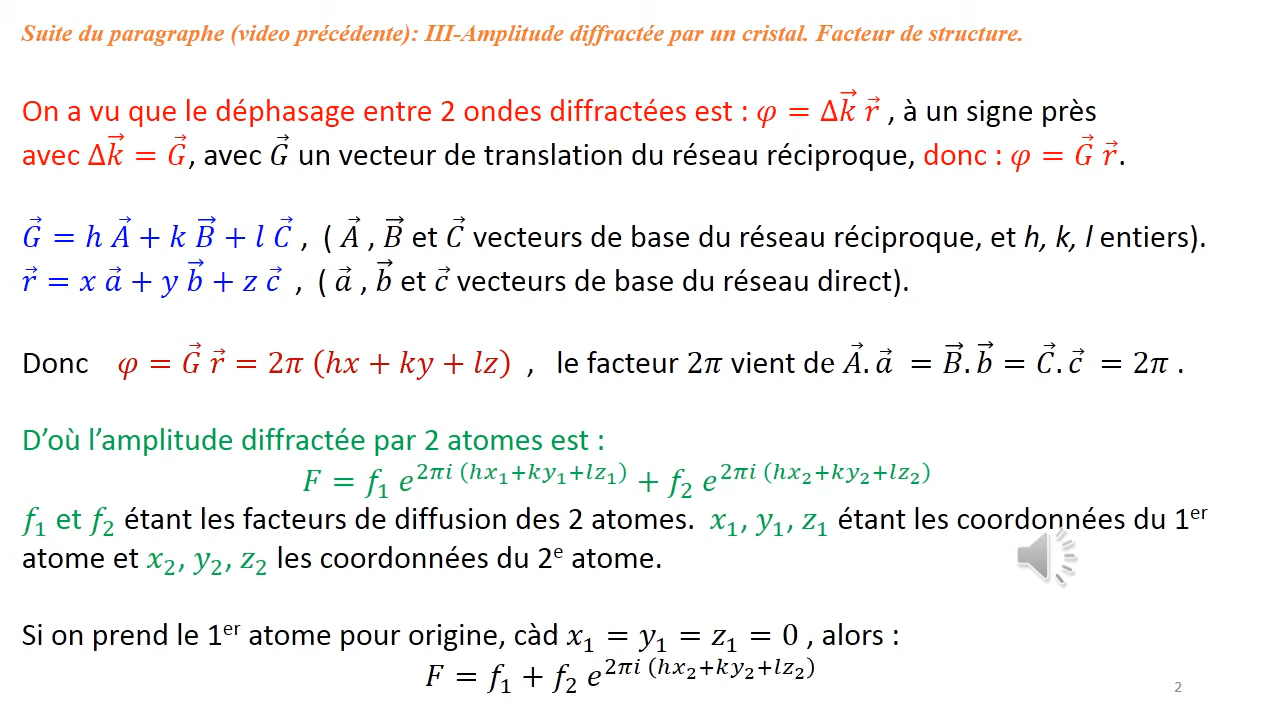 Suite du paragraphe (video précédente): III-Amplitude diffractée par un cristal. Facteur de structure.
On a vu que le déphasage entre 2 ondes diffractées est : 𝜑 = Δk⃗ r⃗ , à un signe près
avec Δk⃗ = G⃗, avec G⃗ un vecteur de translation du réseau réciproque, donc : 𝜑 = G⃗ r⃗.
G⃗ = h A⃗ + k B⃗ + l C⃗ , ( A⃗ , B⃗ et C⃗ vecteurs de base du réseau réciproque, et h, k, l entiers).
r⃗ = x a⃗ + y b⃗ + z c⃗ , ( a⃗ , b⃗ et c⃗ vecteurs de base du réseau direct).
Donc 𝜑 = G⃗ r⃗ = 2π (hx + ky + lz) , le facteur 2π vient de A⃗. a⃗ = B⃗. b⃗ = C⃗. c⃗ = 2π .
D’où l’amplitude diffractée par 2 atomes est :
F = f₁ e^{2πi (hx₁+ky₁+lz₁)} + f₂ e^{2πi (hx₂+ky₂+lz₂)}
f₁ et f₂ étant les facteurs de diffusion des 2 atomes. x₁, y₁, z₁ étant les coordonnées du 1er
atome et x₂, y₂, z₂ les coordonnées du 2e atome.
Si on prend le 1er atome pour origine, càd x₁ = y₁ = z₁ = 0 , alors :
F = f₁ + f₂ e^{2πi (hx₂+ky₂+lz₂)}
2